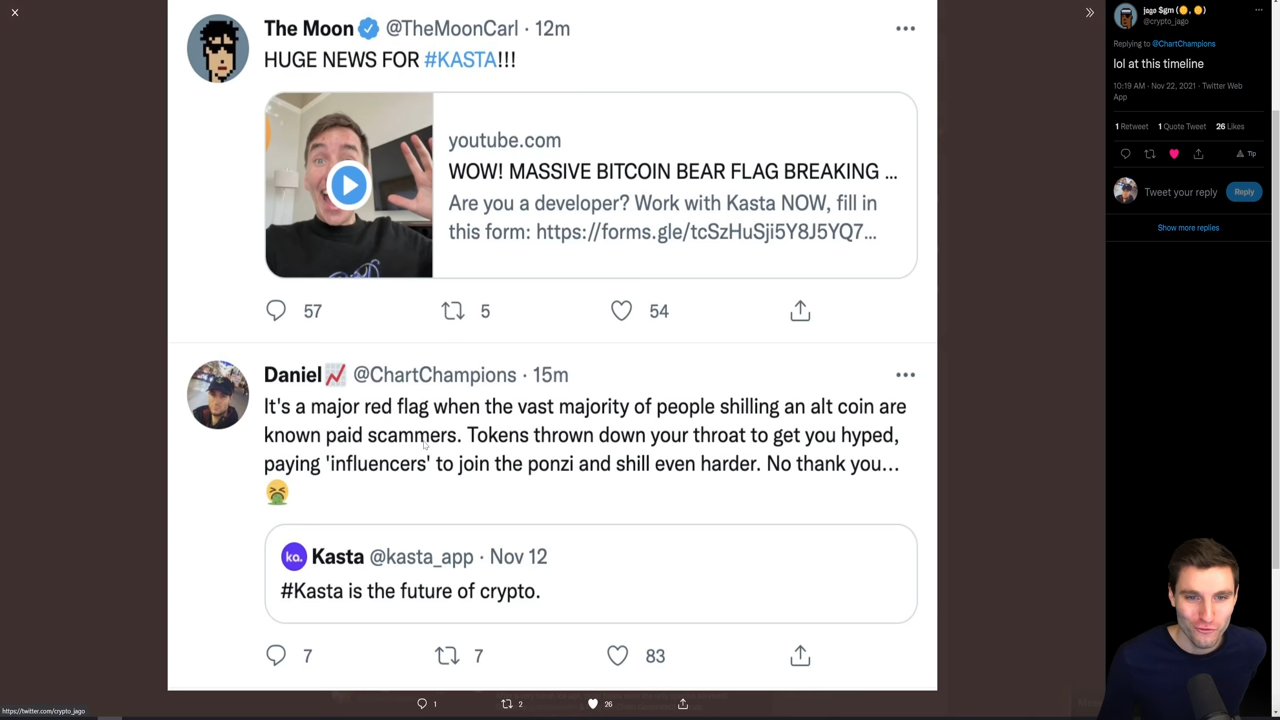 The Moon @TheMoonCarl · 12m
HUGE NEWS FOR #KASTA!!!
youtube.com
WOW! MASSIVE BITCOIN BEAR FLAG BREAKING ...
Are you a developer? Work with Kasta NOW, fill in
this form: https://forms.gle/tcSzHuSji5Y8J5YQ7...
57 5 54
Daniel📈 @ChartChampions · 15m
It's a major red flag when the vast majority of people shilling an alt coin are
known paid scammers. Tokens thrown down your throat to get you hyped,
paying 'influencers' to join the ponzi and shill even harder. No thank you...
🤮
ka. Kasta @kasta_app · Nov 12
#Kasta is the future of crypto.
7 7 83
1 2 26
https://twitter.com/crypto_jago
jago $gm (🟡, 🟡)
@crypto_jago
Replying to @ChartChampions
lol at this timeline
10:19 AM · Nov 22, 2021 · Twitter Web
App
1 Retweet 1 Quote Tweet 26 Likes
Tip
Tweet your reply Reply
Show more replies